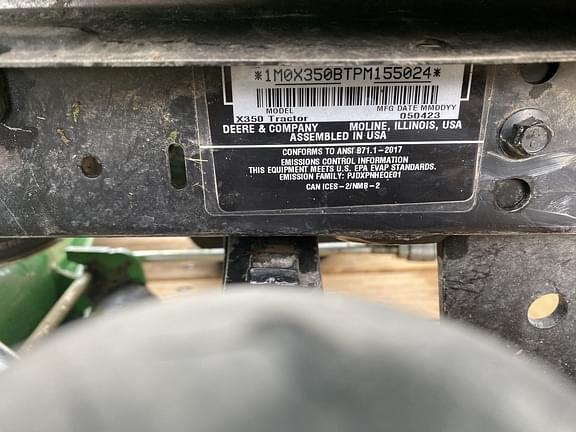 *1M0X350BTPM155024*
MODEL MFG DATE MMDDYY
X350 Tractor 050423
DEERE & COMPANY MOLINE, ILLINOIS, USA
ASSEMBLED IN USA
CONFORMS TO ANSI B71.1-2017
EMISSIONS CONTROL INFORMATION
THIS EQUIPMENT MEETS U.S. EPA EVAP STANDARDS.
EMISSION FAMILY: PJDXPNHEQE01
CAN ICES-2/NMB-2